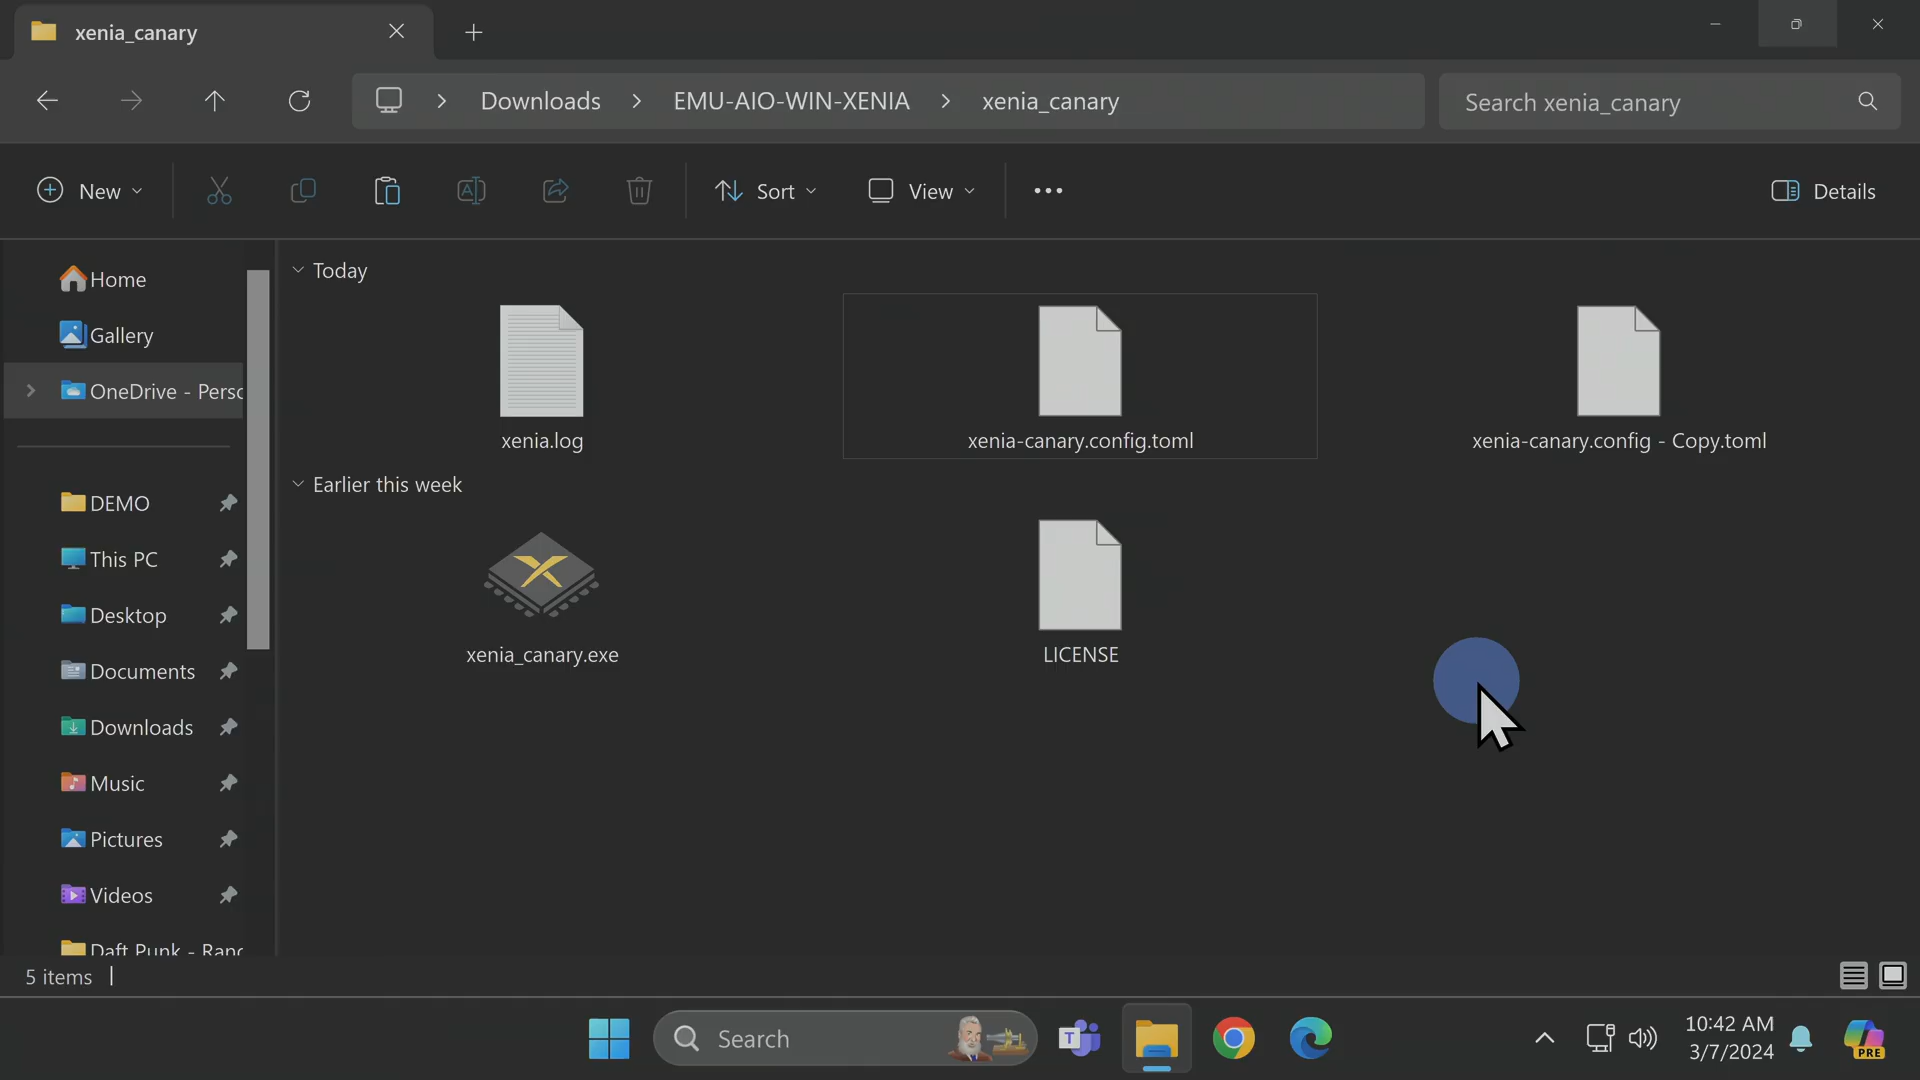 xenia_canary
Downloads
EMU-AIO-WIN-XENIA
xenia_canary
Search xenia_canary
New
Sort
View
Details
Home
Gallery
OneDrive - Perso
DEMO
This PC
Desktop
Documents
Downloads
Music
Pictures
Videos
Daft Punk - Ranc
Today
xenia.log
xenia-canary.config.toml
xenia-canary.config - Copy.toml
Earlier this week
xenia_canary.exe
LICENSE
5 items
Search
T
10:42 AM
3/7/2024
PRE